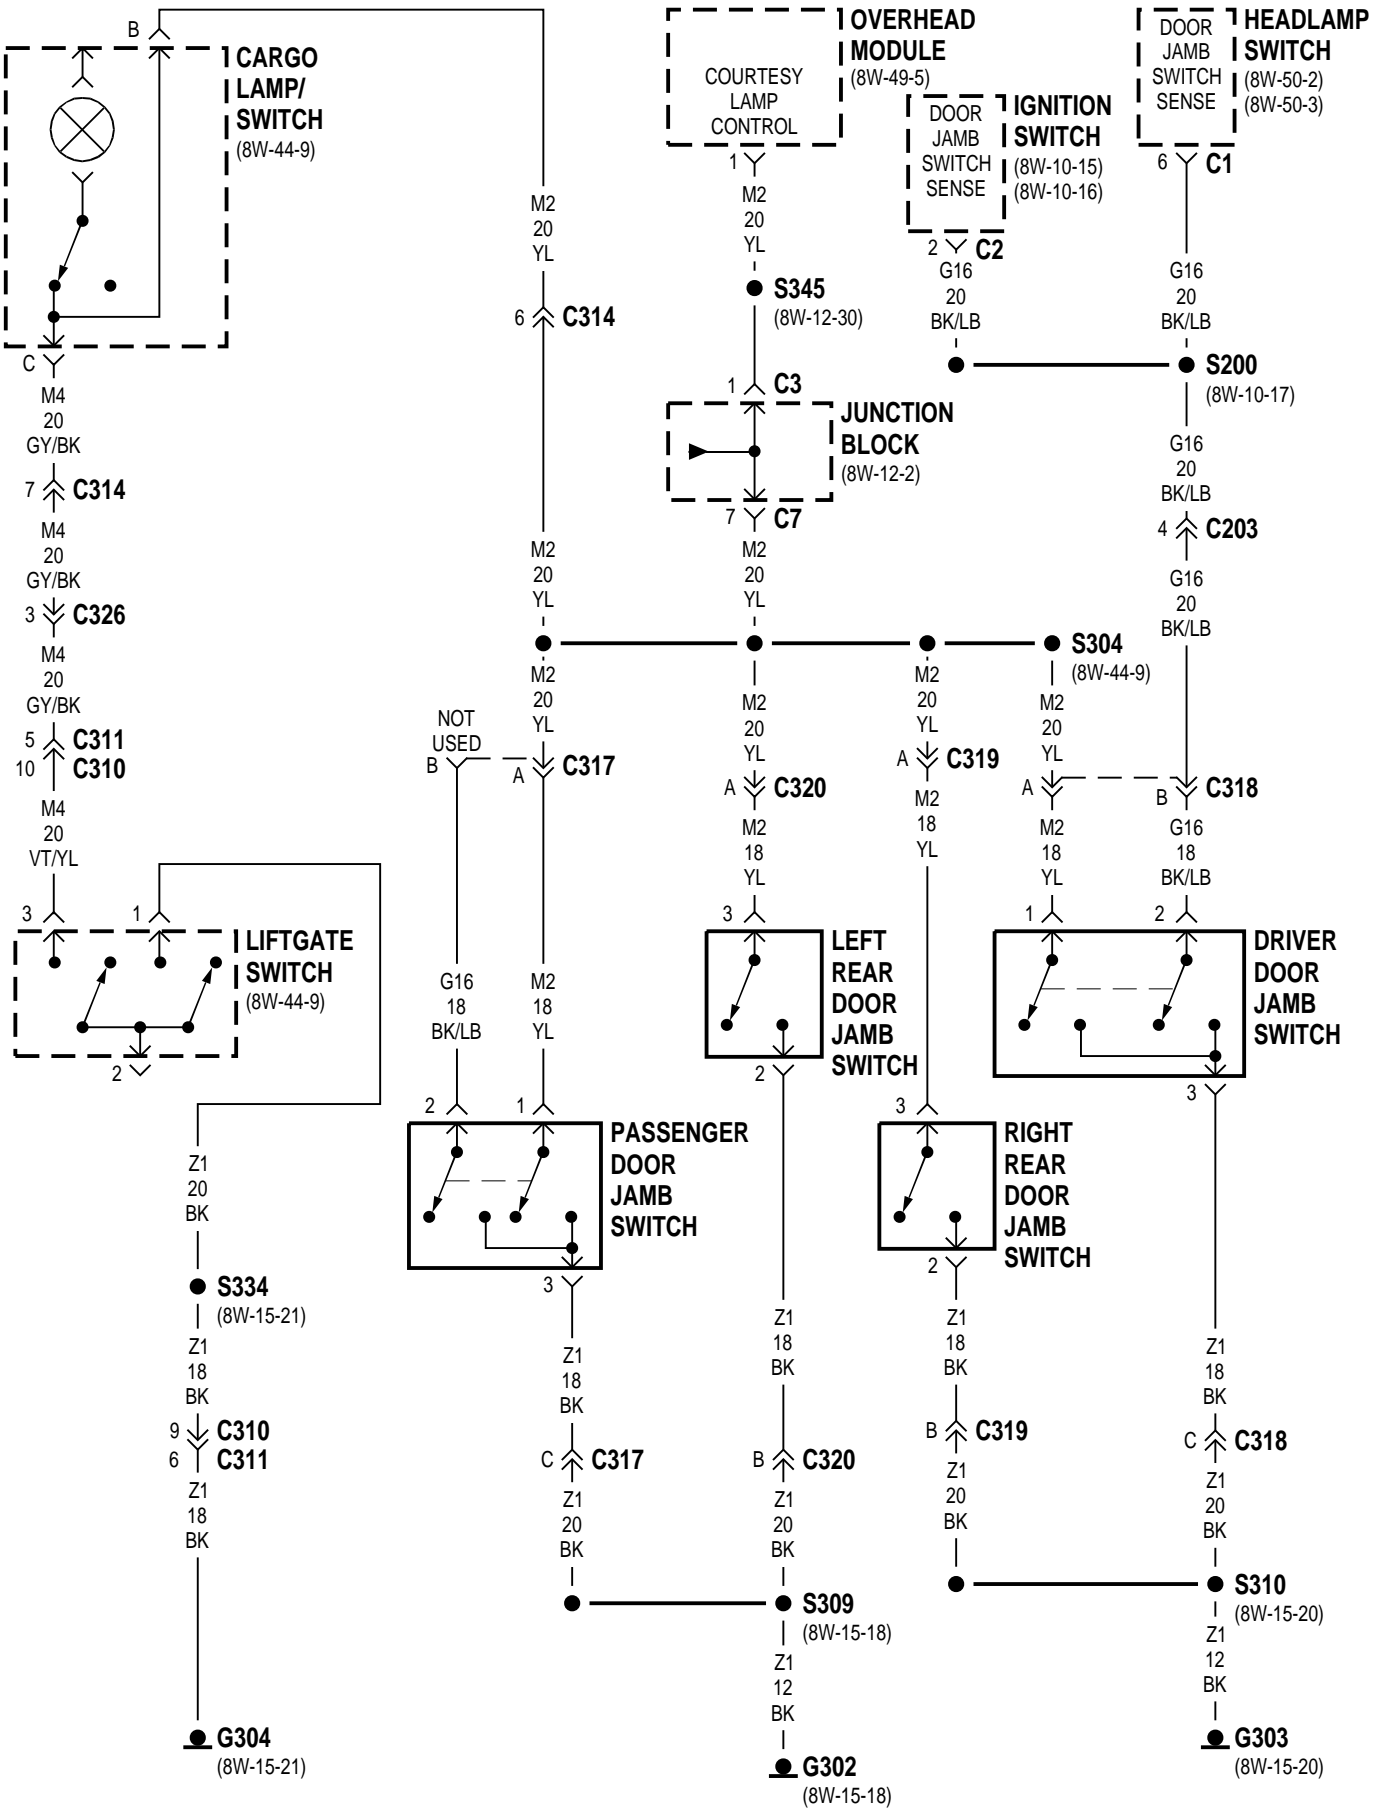 B
CARGO
LAMP/
SWITCH
(8W-44-9)
C
M4
20
GY/BK
7
C314
M4
20
GY/BK
3
C326
M4
20
GY/BK
5
C311
10
C310
M4
20
VT/YL
3
1
LIFTGATE
SWITCH
(8W-44-9)
2
Z1
20
BK
S334
(8W-15-21)
Z1
18
BK
9
C310
6
C311
Z1
18
BK
G304
(8W-15-21)
M2
20
YL
6
C314
M2
20
YL
M2
20
YL
NOT
USED
B
A
C317
G16
18
BK/LB
M2
18
YL
2
1
PASSENGER
DOOR
JAMB
SWITCH
3
Z1
18
BK
C
C317
Z1
20
BK
OVERHEAD
MODULE
(8W-49-5)
COURTESY
LAMP
CONTROL
1
M2
20
YL
S345
(8W-12-30)
1
C3
JUNCTION
BLOCK
(8W-12-2)
7
C7
M2
20
YL
M2
20
YL
A
C320
M2
18
YL
3
LEFT
REAR
DOOR
JAMB
SWITCH
2
Z1
18
BK
B
C320
Z1
20
BK
S309
(8W-15-18)
Z1
12
BK
G302
(8W-15-18)
DOOR
JAMB
SWITCH
SENSE
IGNITION
SWITCH
(8W-10-15)
(8W-10-16)
2
C2
G16
20
BK/LB
M2
20
YL
A
C319
M2
18
YL
3
RIGHT
REAR
DOOR
JAMB
SWITCH
2
Z1
18
BK
B
C319
Z1
20
BK
DOOR
JAMB
SWITCH
SENSE
HEADLAMP
SWITCH
(8W-50-2)
(8W-50-3)
6
C1
G16
20
BK/LB
S200
(8W-10-17)
G16
20
BK/LB
4
C203
G16
20
BK/LB
S304
(8W-44-9)
M2
20
YL
A
B
C318
M2
18
YL
G16
18
BK/LB
1
2
DRIVER
DOOR
JAMB
SWITCH
3
Z1
18
BK
C
C318
Z1
20
BK
S310
(8W-15-20)
Z1
12
BK
G303
(8W-15-20)